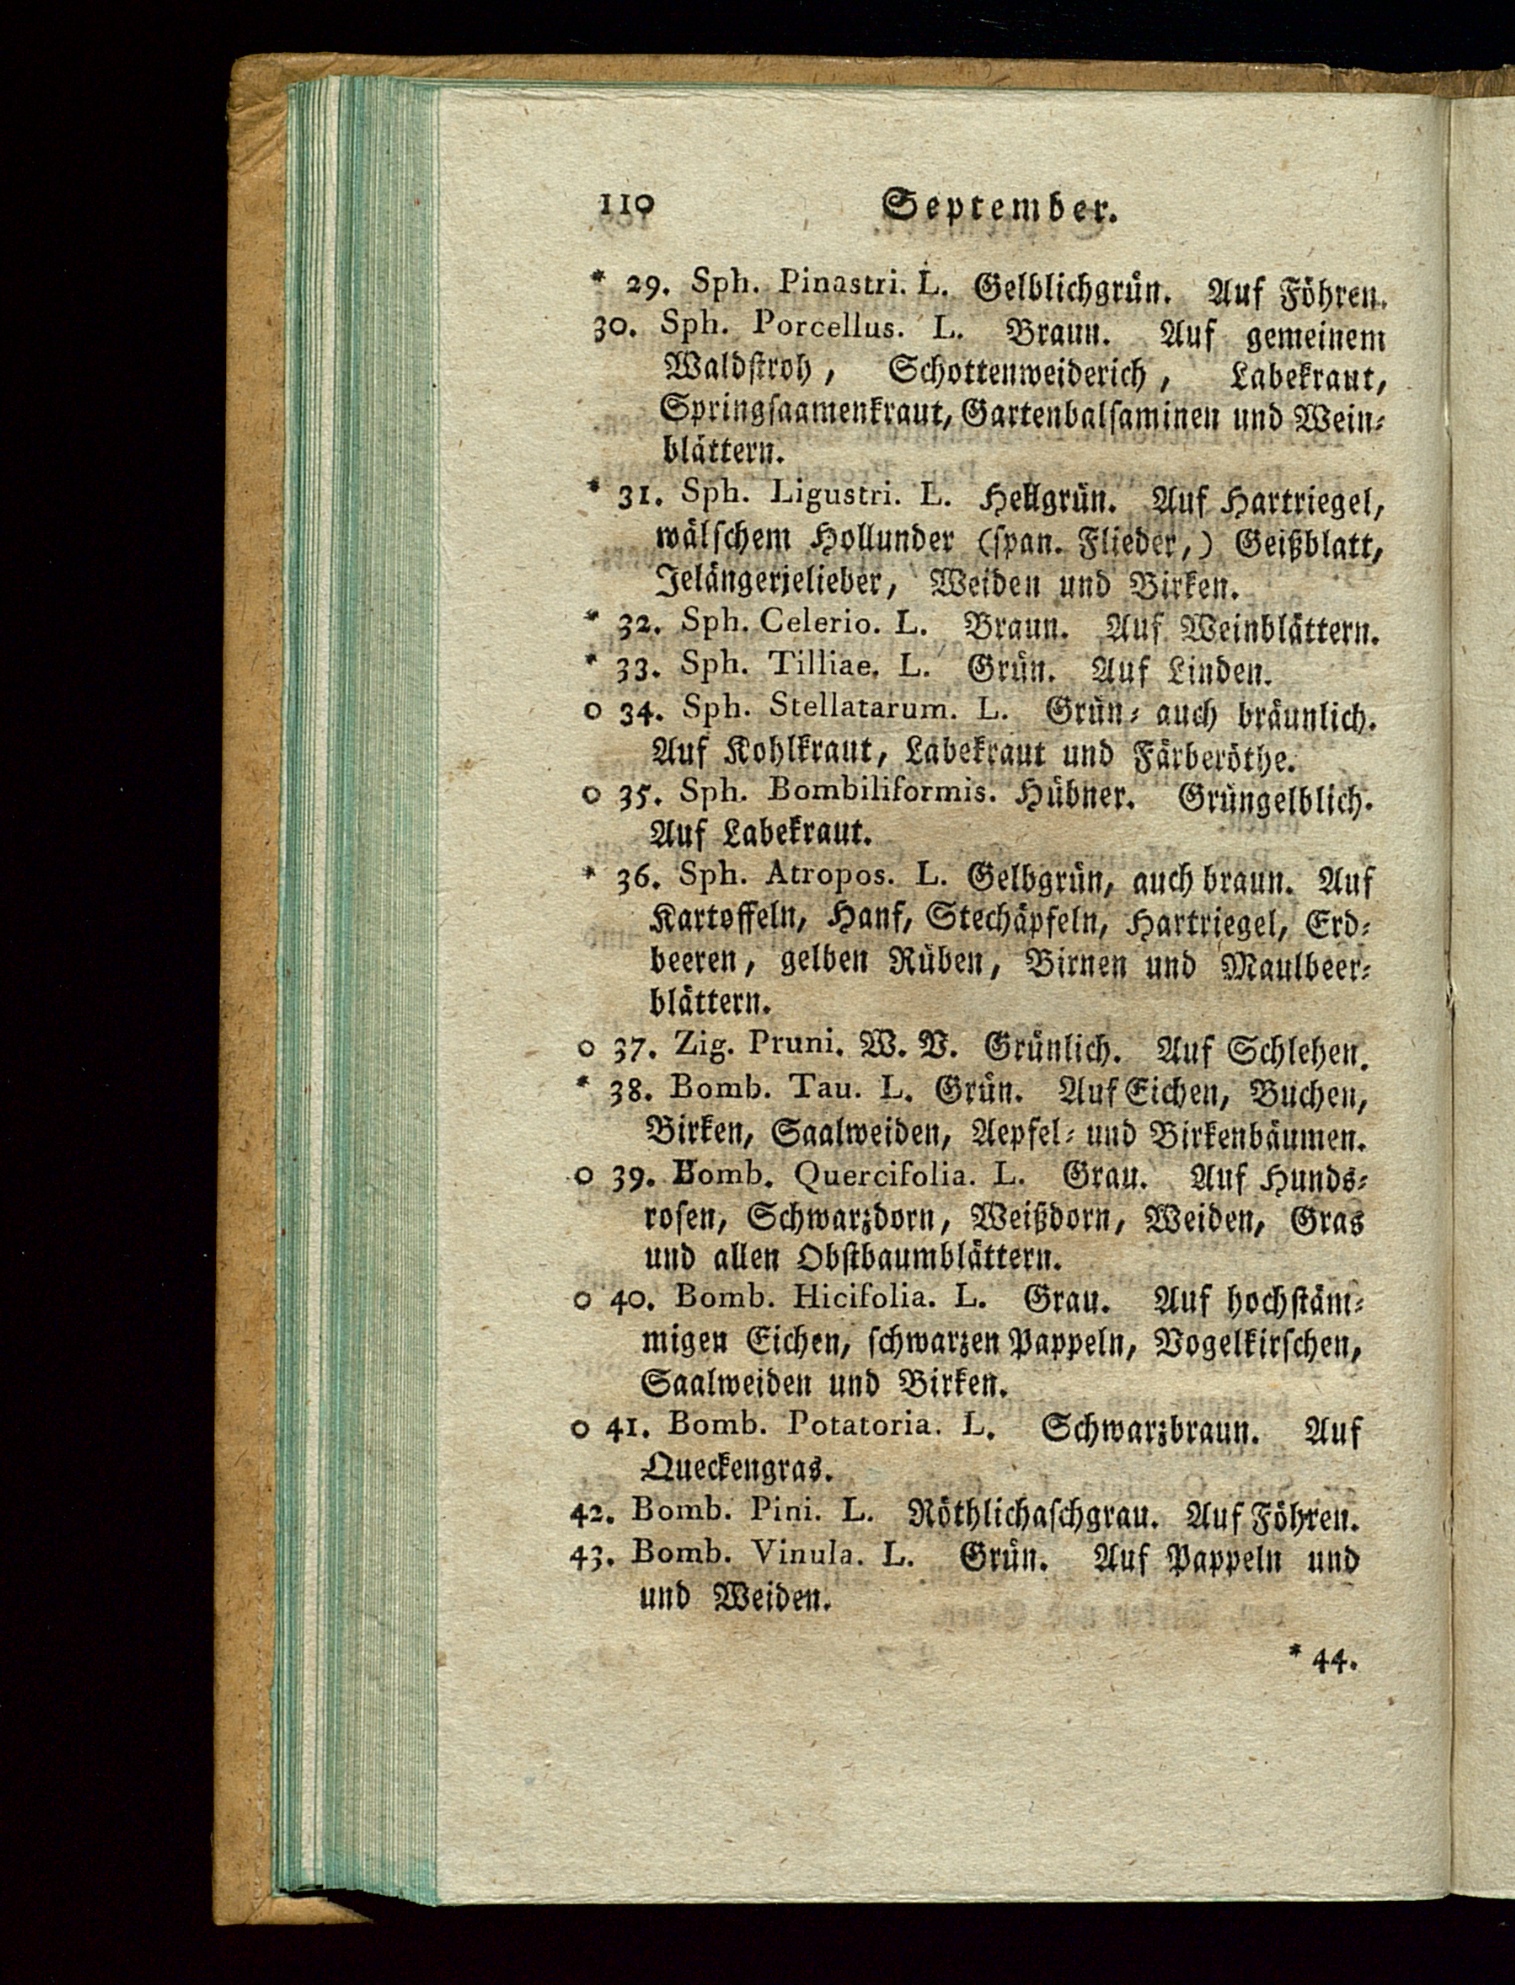 110 September.
* 29. Sph. Pinastri. L. Gelblichgrün. Auf Föhren.
30. Sph. Porcellus. L. Braun. Auf gemeinem
Waldstroh, Schottenweiderich, Labekraut,
Springsaamenkraut, Gartenbalsaminen und Wein-
blättern.
* 31. Sph. Ligustri. L. Hellgrün. Auf Hartriegel,
wälschem Hollunder (span. Flieder,) Geißblatt,
Jelängerjelieber, Weiden und Birken.
* 32. Sph. Celerio. L. Braun. Auf Weinblättern.
* 33. Sph. Tilliae. L. Grün. Auf Linden.
o 34. Sph. Stellatarum. L. Grün- auch bräunlich.
Auf Kohlkraut, Labekraut und Färberöthe.
o 35. Sph. Bombiliformis. Hübner. Grüngelblich.
Auf Labekraut.
* 36. Sph. Atropos. L. Gelbgrün, auch braun. Auf
Kartoffeln, Hanf, Stechäpfeln, Hartriegel, Erd-
beeren, gelben Rüben, Birnen und Maulbeer-
blättern.
o 37. Zig. Pruni. W. V. Grünlich. Auf Schlehen.
* 38. Bomb. Tau. L. Grün. Auf Eichen, Buchen,
Birken, Saalweiden, Aepfel- und Birkenbäumen.
o 39. Bomb. Quercifolia. L. Grau. Auf Hunds-
rosen, Schwarzdorn, Weißdorn, Weiden, Gras
und allen Obstbaumblättern.
o 40. Bomb. Hicifolia. L. Grau. Auf hochstäm-
migen Eichen, schwarzen Pappeln, Vogelkirschen,
Saalweiden und Birken.
o 41. Bomb. Potatoria. L. Schwarzbraun. Auf
Queckengras.
42. Bomb. Pini. L. Röthlichaschgrau. Auf Föhren.
43. Bomb. Vinula. L. Grün. Auf Pappeln und
und Weiden.
* 44.